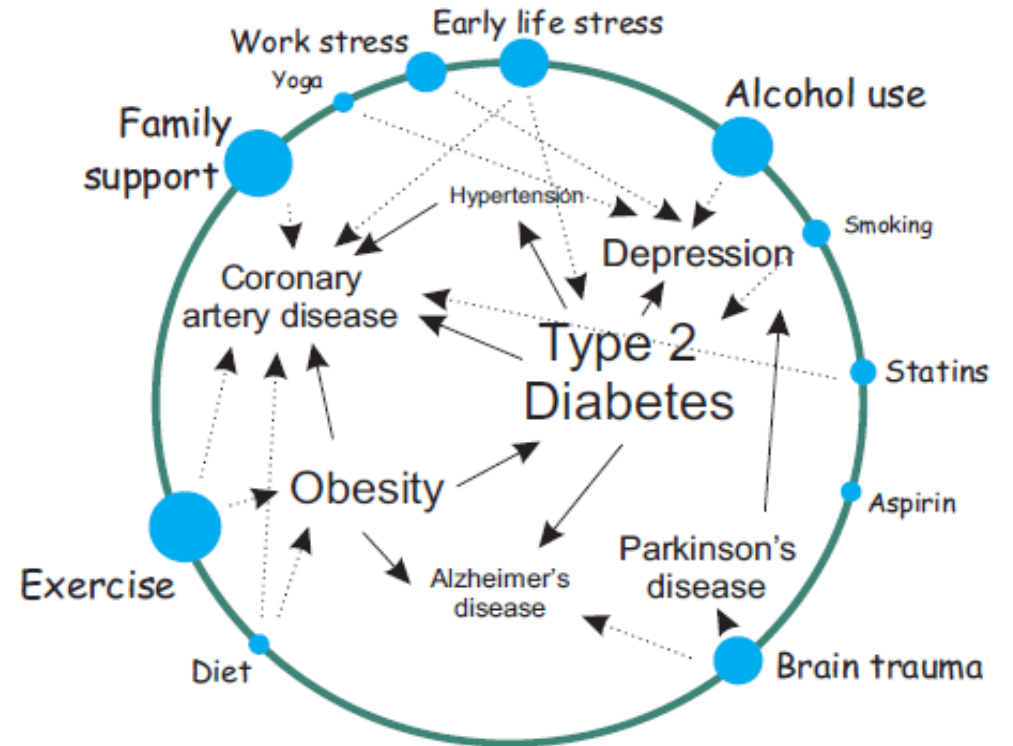 Early life stress
Work stress
Yoga
Alcohol use
Family
support
Hypertension
Smoking
Depression
Coronary
artery disease
Type 2
Diabetes
Statins
Obesity
Aspirin
Parkinson's
disease
Exercise
Alzheimer's
disease
Diet
Brain trauma